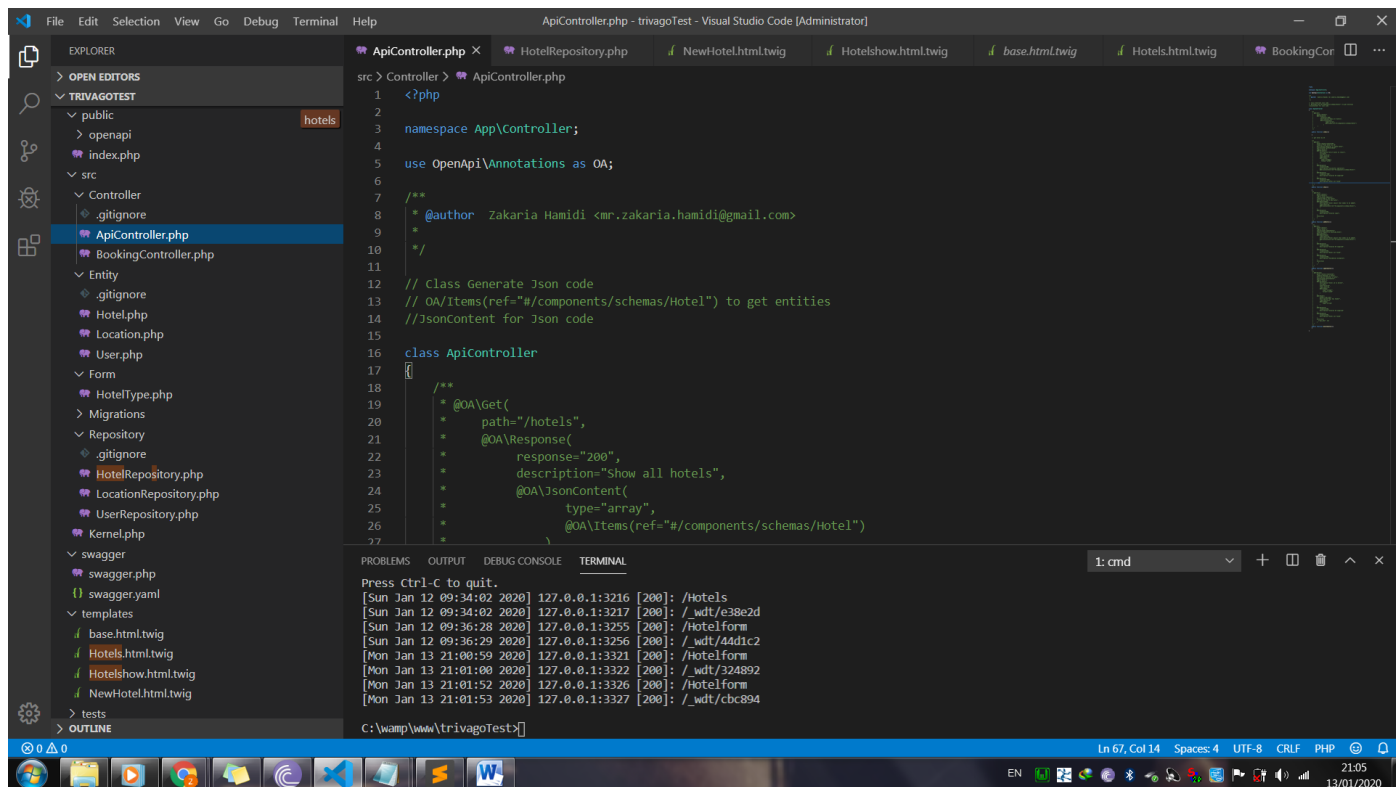 File Edit Selection View Go Debug Terminal Help
ApiController.php - trivagoTest - Visual Studio Code [Administrator]
EXPLORER
OPEN EDITORS
TRIVAGOTEST
public
hotels
openapi
index.php
src
Controller
.gitignore
ApiController.php
BookingController.php
Entity
.gitignore
Hotel.php
Location.php
User.php
Form
HotelType.php
Migrations
Repository
.gitignore
HotelRepository.php
LocationRepository.php
UserRepository.php
Kernel.php
swagger
swagger.php
{} swagger.yaml
templates
base.html.twig
Hotels.html.twig
Hotelshow.html.twig
NewHotel.html.twig
tests
OUTLINE
ApiController.php HotelRepository.php NewHotel.html.twig Hotelshow.html.twig base.html.twig Hotels.html.twig BookingCor
src > Controller > ApiController.php
1 <?php
2
3 namespace App\Controller;
4
5 use OpenApi\Annotations as OA;
6
7 /**
8 * @author Zakaria Hamidi <mr.zakaria.hamidi@gmail.com>
9 *
10 */
11
12 // Class Generate Json code
13 // OA/Items(ref="#/components/schemas/Hotel") to get entities
14 //JsonContent for Json code
15
16 class ApiController
17 {
18 /**
19 * @OA\Get(
20 * path="/hotels",
21 * @OA\Response(
22 * response="200",
23 * description="Show all hotels",
24 * @OA\JsonContent(
25 * type="array",
26 * @OA\Items(ref="#/components/schemas/Hotel")
27 * )
PROBLEMS OUTPUT DEBUG CONSOLE TERMINAL
1: cmd
Press Ctrl-C to quit.
[Sun Jan 12 09:34:02 2020] 127.0.0.1:3216 [200]: /Hotels
[Sun Jan 12 09:34:02 2020] 127.0.0.1:3217 [200]: /_wdt/e38e2d
[Sun Jan 12 09:36:28 2020] 127.0.0.1:3255 [200]: /Hotelform
[Sun Jan 12 09:36:29 2020] 127.0.0.1:3256 [200]: /_wdt/44d1c2
[Mon Jan 13 21:00:59 2020] 127.0.0.1:3321 [200]: /Hotelform
[Mon Jan 13 21:01:00 2020] 127.0.0.1:3322 [200]: /_wdt/324892
[Mon Jan 13 21:01:52 2020] 127.0.0.1:3326 [200]: /Hotelform
[Mon Jan 13 21:01:53 2020] 127.0.0.1:3327 [200]: /_wdt/cbc894
C:\wamp\www\trivagoTest>
0 0
Ln 67, Col 14 Spaces: 4 UTF-8 CRLF PHP
EN
21:05
13/01/2020